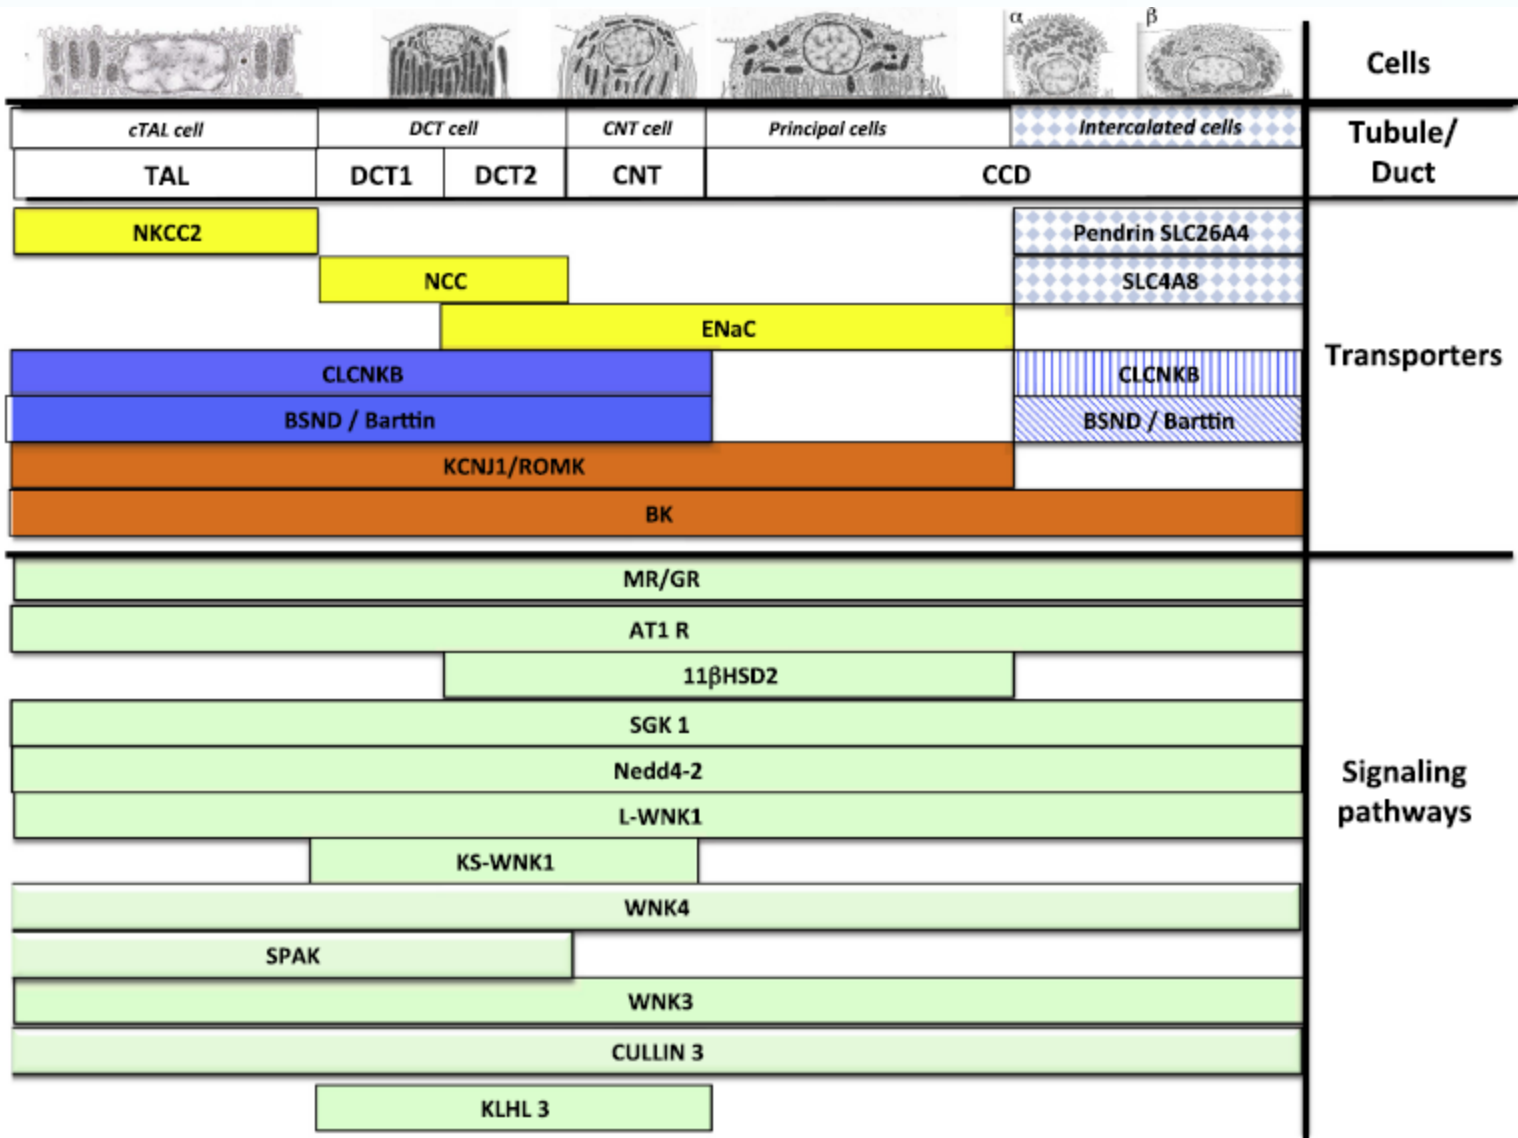 α
β
Cells
cTAL cell
DCT cell
CNT cell
Principal cells
Intercalated cells
Tubule/
Duct
TAL
DCT1
DCT2
CNT
CCD
NKCC2
Pendrin SLC26A4
NCC
SLC4A8
ENaC
Transporters
CLCNKB
CLCNKB
BSND / Barttin
BSND / Barttin
KCNJ1/ROMK
BK
MR/GR
AT1 R
11βHSD2
SGK 1
Nedd4-2
Signaling
pathways
L-WNK1
KS-WNK1
WNK4
SPAK
WNK3
CULLIN 3
KLHL 3